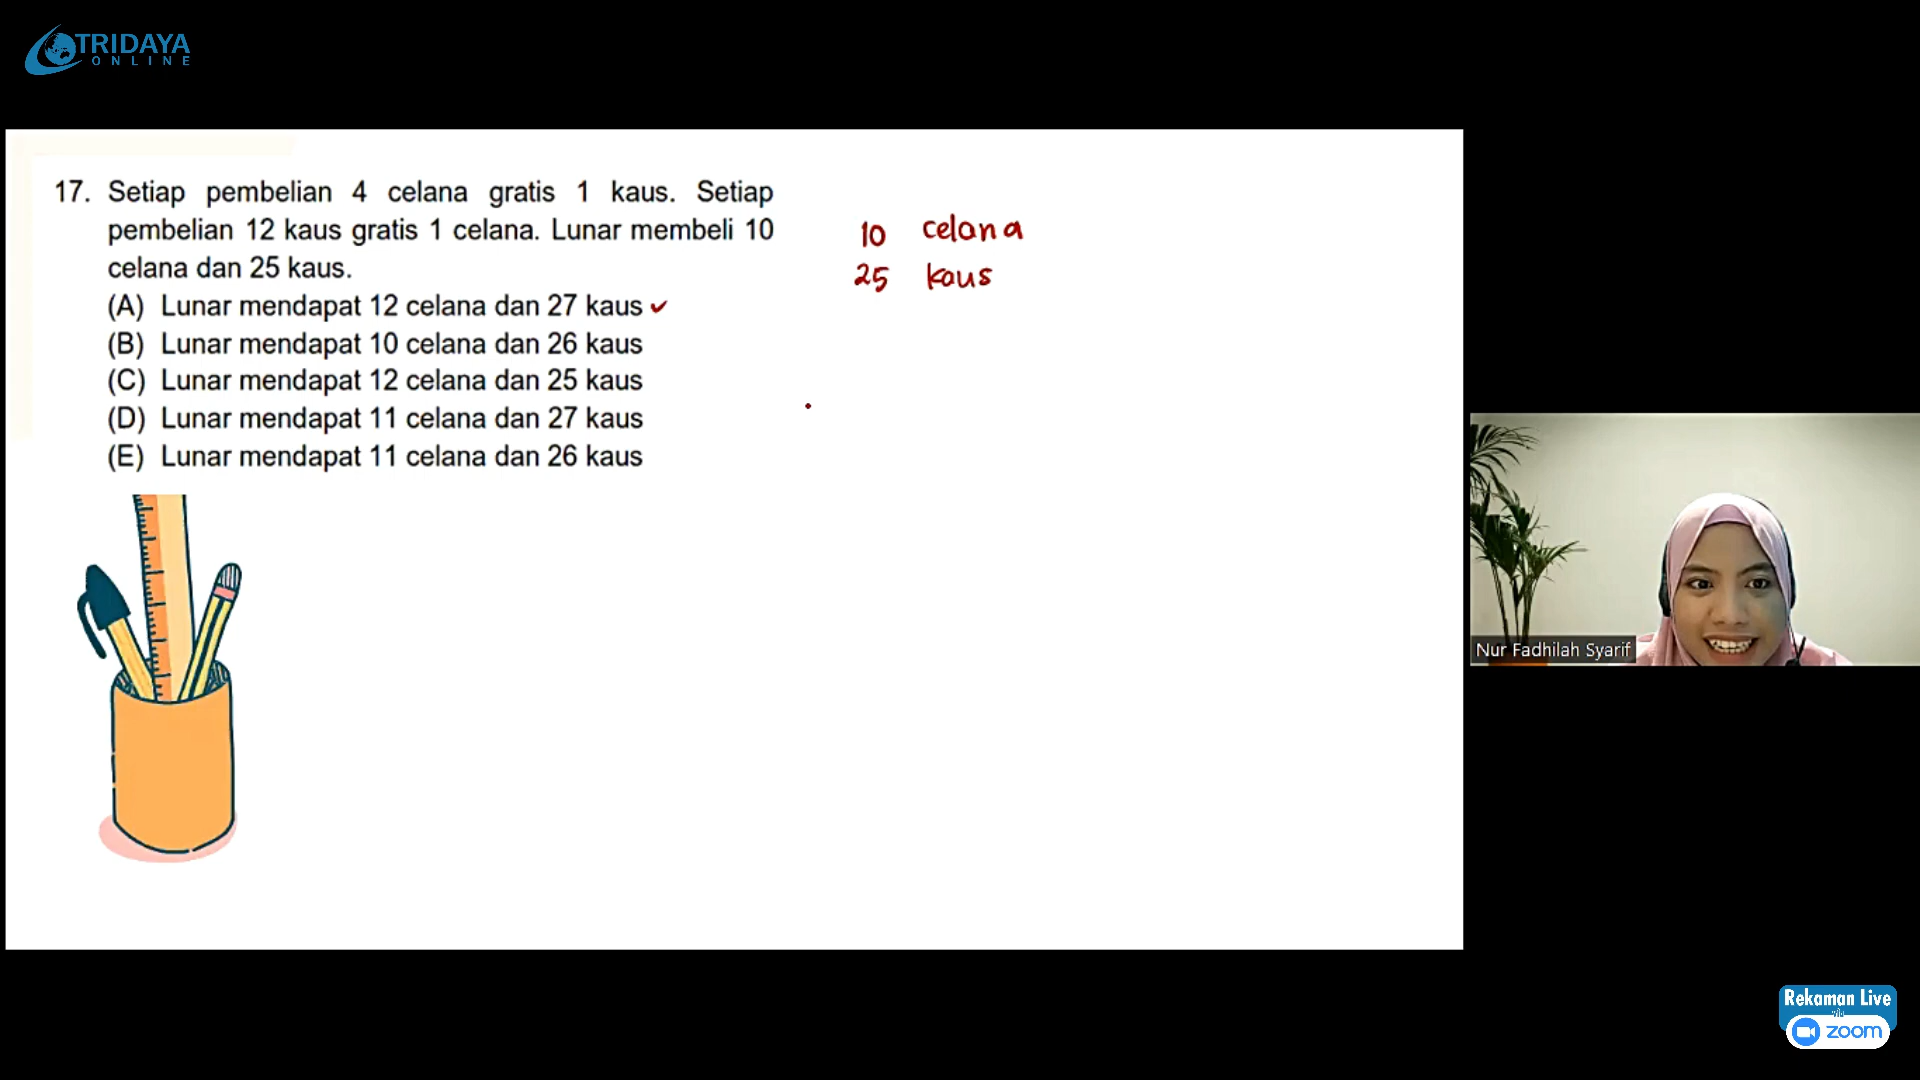 TRIDAYA
ONLINE
17. Setiap pembelian 4 celana gratis 1 kaus. Setiap
pembelian 12 kaus gratis 1 celana. Lunar membeli 10
celana dan 25 kaus.
(A) Lunar mendapat 12 celana dan 27 kaus ✓
(B) Lunar mendapat 10 celana dan 26 kaus
(C) Lunar mendapat 12 celana dan 25 kaus
(D) Lunar mendapat 11 celana dan 27 kaus
(E) Lunar mendapat 11 celana dan 26 kaus
10 celana
25 kaus
Nur Fadhilah Syarif
Rekaman Live
via
zoom